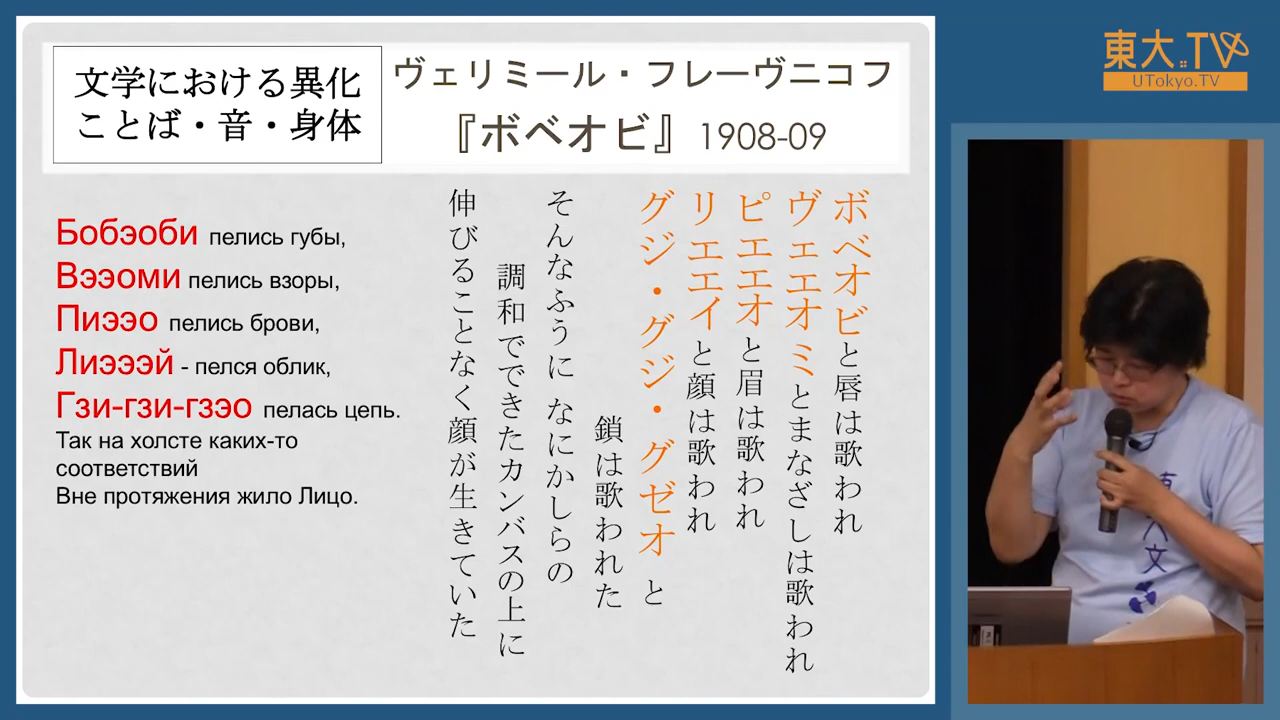 文学における異化
ことば・音・身体
ヴェリミール・フレーヴニコフ
『ボベオビ』 1908-09
Бобэоби пелись губы,
Вээоми пелись взоры,
Пиээо пелись брови,
Лиэээй - пелся облик,
Гзи-гзи-гзэо пелась цепь.
Так на холсте каких-то
соответствий
Вне протяжения жило Лицо.
ボベオビと唇は歌われ
ヴェエオミとまなざしは歌われ
ピエエオと眉は歌われ
リエエイと顔は歌われ
グジ・グジ・グゼオ と
鎖は歌われた
そんなふうに なにかしらの
調和でできたカンバスの上に
伸びることなく顔が生きていた
東大.TV
UTokyo.TV
人文